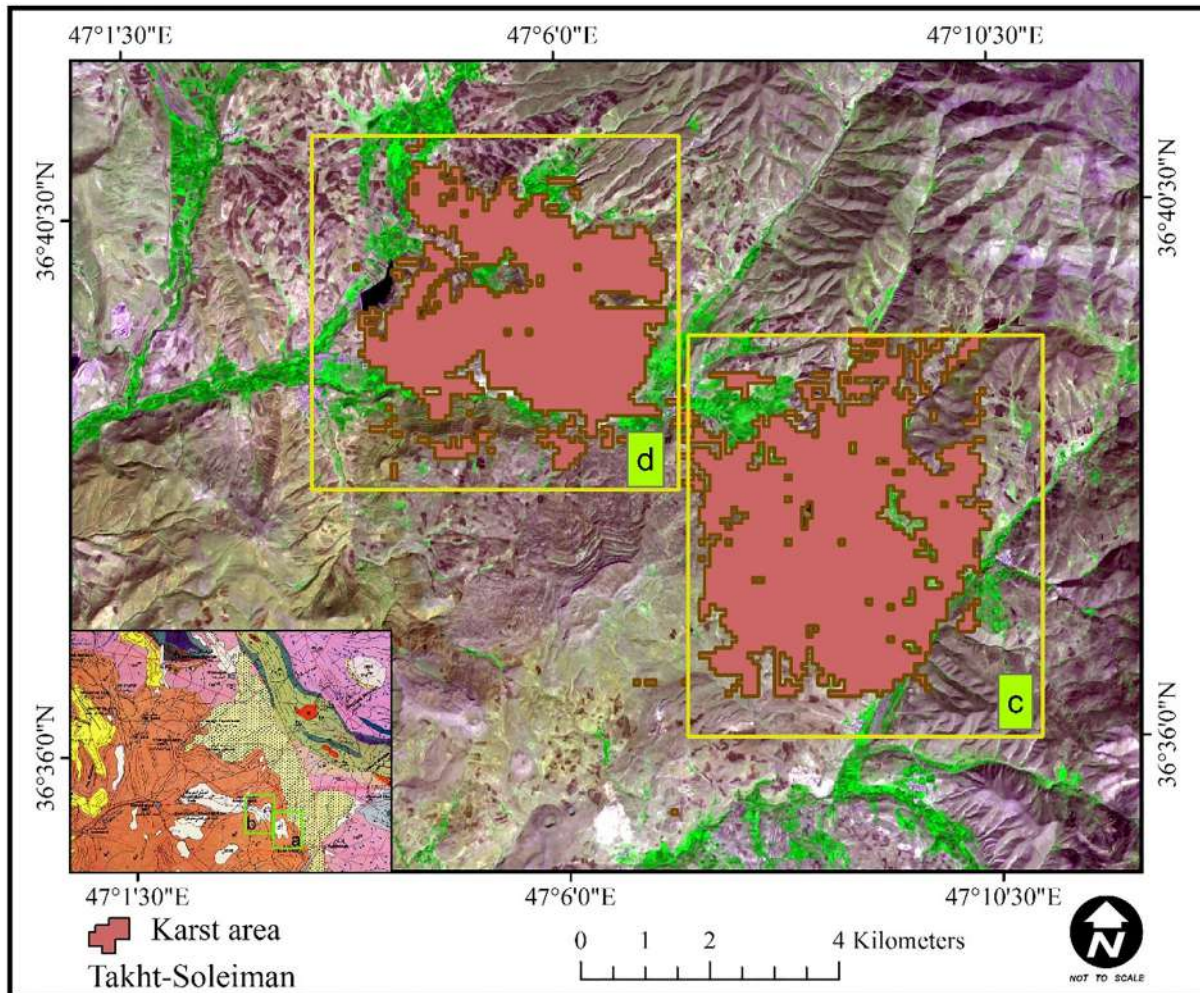 47°1'30"E 47°6'0"E 47°10'30"E
36°40'30"N
36°40'30"N
d
c
36°36'0"N
36°36'0"N
b
a
47°1'30"E 47°6'0"E 47°10'30"E
Karst area
Takht-Soleiman
0 1 2 4 Kilometers
N
NOT TO SCALE